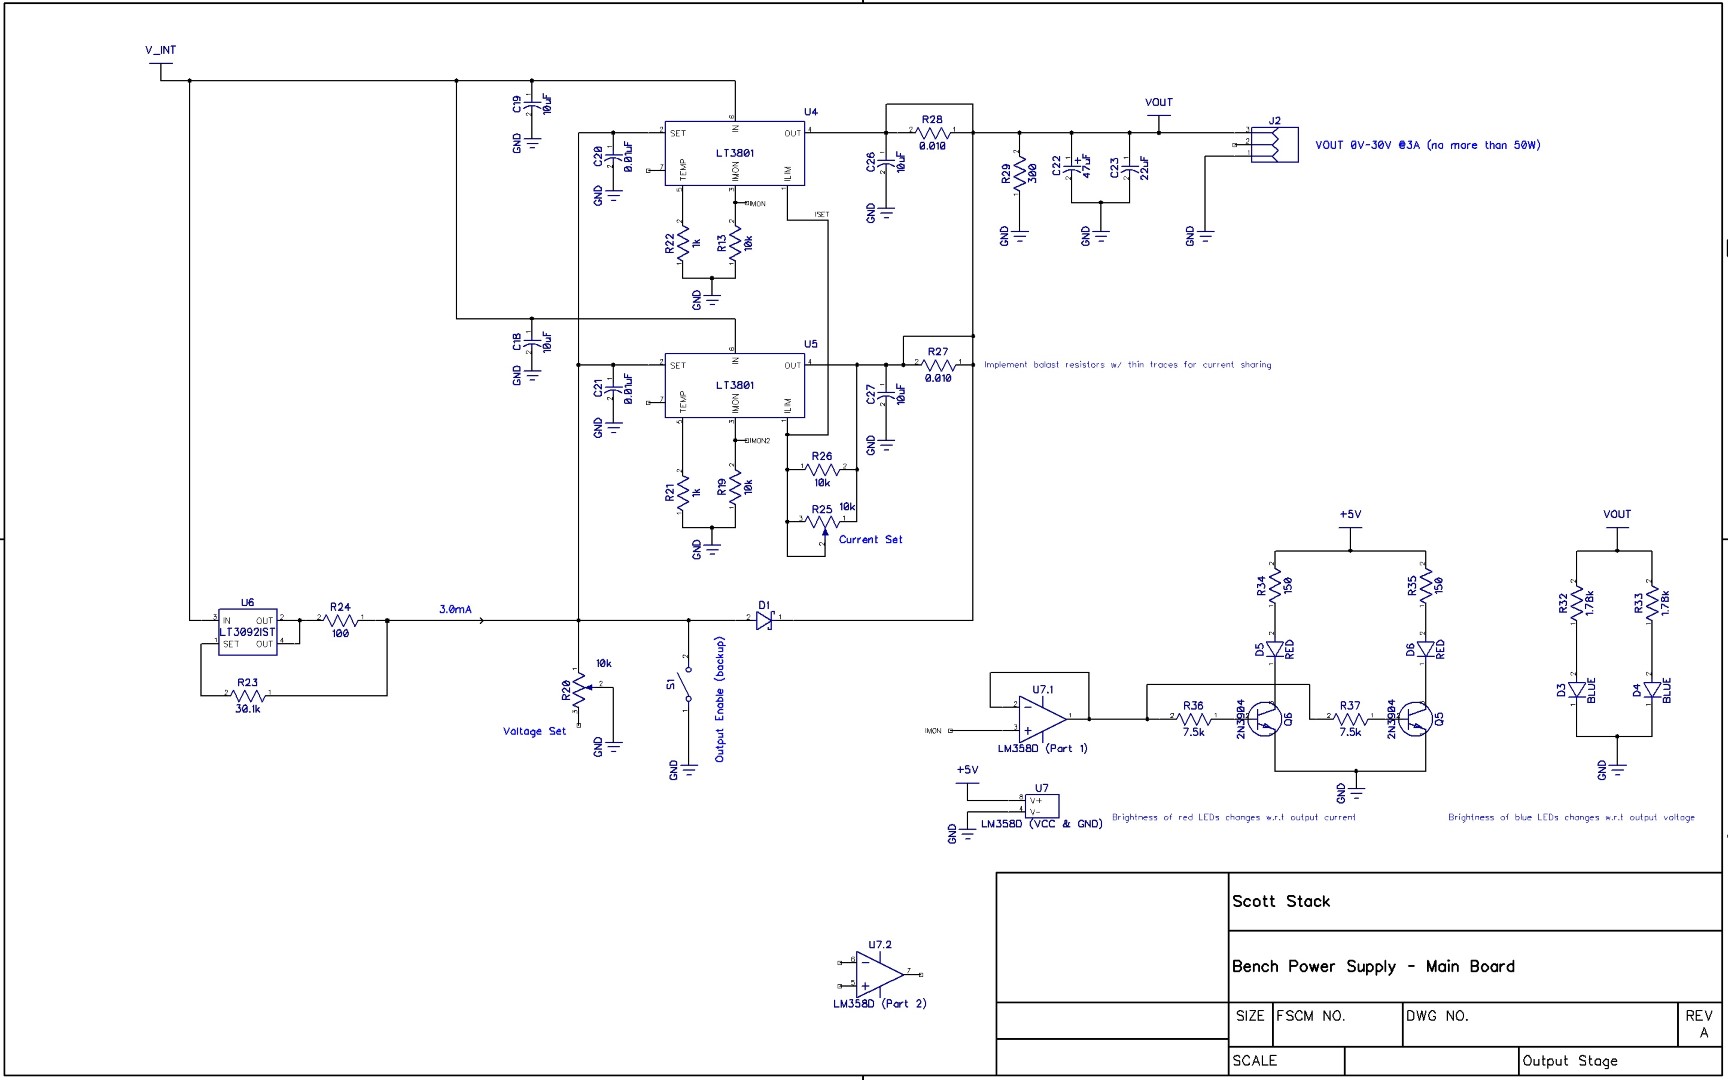 V_INT
C19 10uF
GND
U4
SET IN OUT
LT3801
TEMP IMON ILIM
C20 0.01uF
GND
IMON
ISET
R22 1k
R13 10k
GND
C26 10uF
GND
R28
0.010
R29 300
GND
C22 47uF
C23 22uF
GND
VOUT
J2
GND
VOUT 0V-30V @3A (no more than 50W)
C18 10uF
GND
U5
SET IN OUT
LT3801
TEMP IMON ILIM
C21 0.01uF
GND
IMON2
R21 1k
R19 10k
GND
C27 10uF
GND
R27
0.010
Implement balast resistors w/ thin traces for current sharing
R26
10k
R25 10k
Current Set
U6
IN OUT
LT3092IST
SET OUT
R24
100
R23
30.1k
3.0mA
D1
10k
R20
Voltage Set
GND
S1
Output Enable (backup)
GND
U7.1
IMON
LM358D (Part 1)
+5V
U7
V+
V-
LM358D (VCC & GND)
GND
+5V
R34 150
R35 150
D5 RED
D6 RED
R36
7.5k
2N3904 Q6
R37
7.5k
2N3904 Q5
GND
Brightness of red LEDs changes w.r.t output current
VOUT
R32 1.78k
R33 1.78k
D3 BLUE
D4 BLUE
GND
Brightness of blue LEDs changes w.r.t output voltage
U7.2
LM358D (Part 2)
Scott Stack
Bench Power Supply - Main Board
SIZE FSCM NO. DWG NO. REV
A
SCALE Output Stage